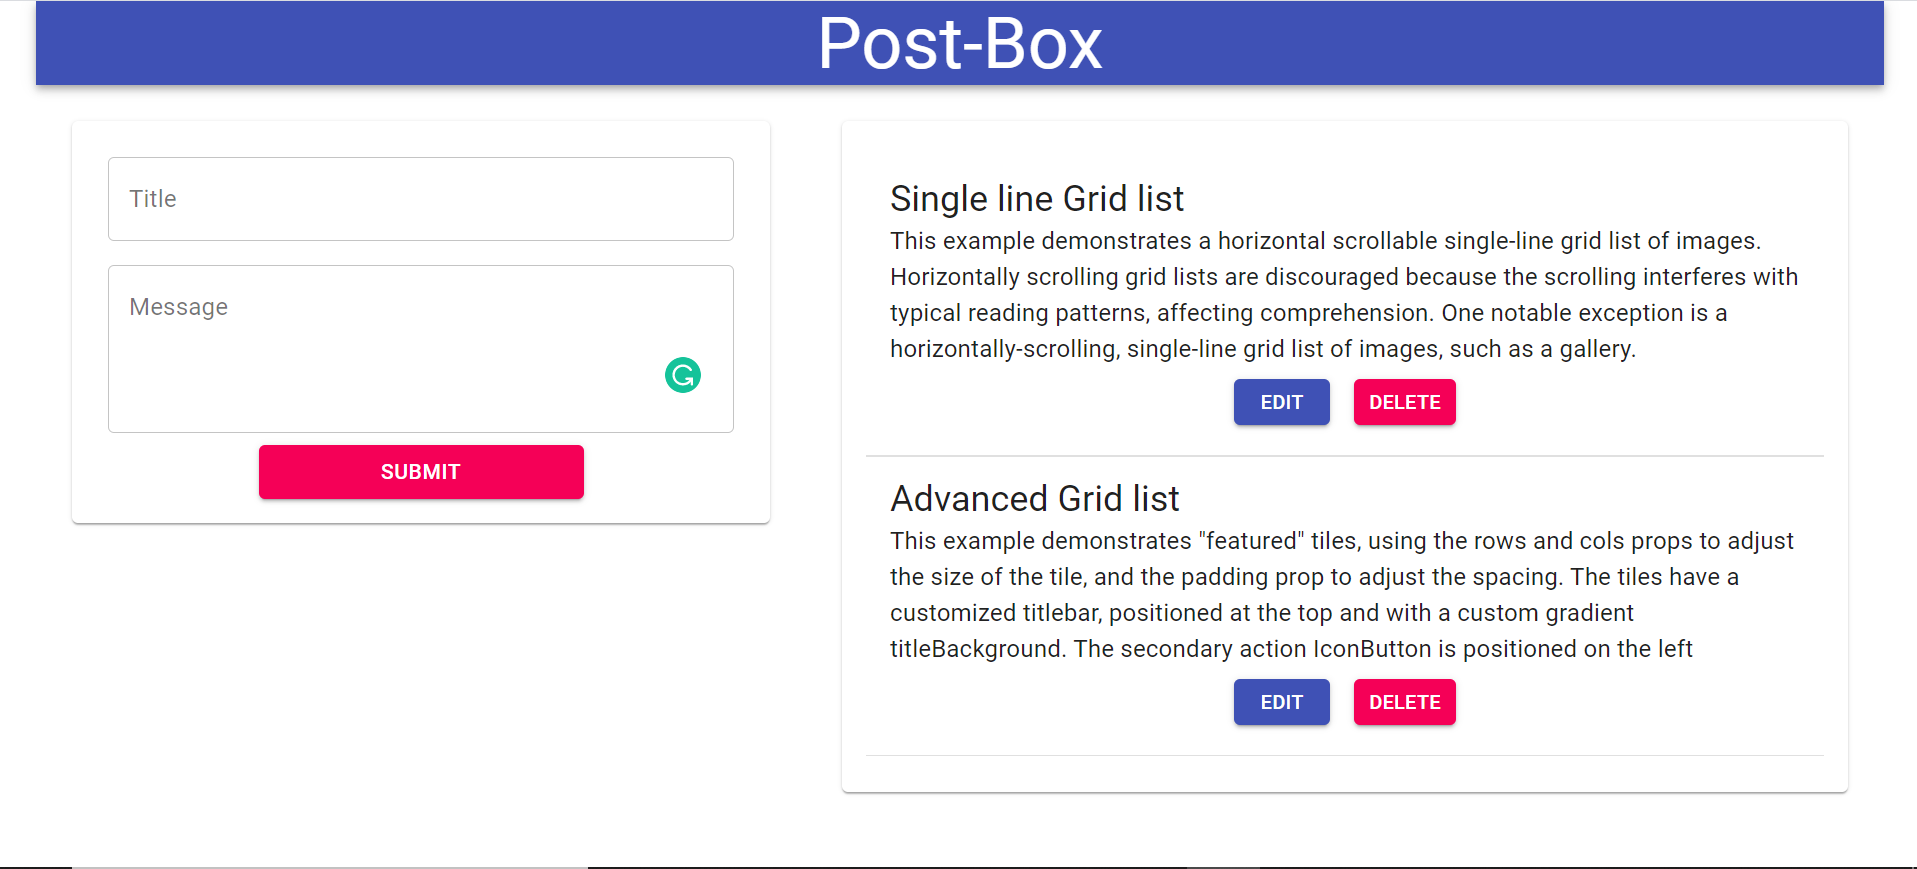 Post-Box
Title
Message
SUBMIT
Single line Grid list
This example demonstrates a horizontal scrollable single-line grid list of images.
Horizontally scrolling grid lists are discouraged because the scrolling interferes with
typical reading patterns, affecting comprehension. One notable exception is a
horizontally-scrolling, single-line grid list of images, such as a gallery.
EDIT DELETE
Advanced Grid list
This example demonstrates "featured" tiles, using the rows and cols props to adjust
the size of the tile, and the padding prop to adjust the spacing. The tiles have a
customized titlebar, positioned at the top and with a custom gradient
titleBackground. The secondary action IconButton is positioned on the left
EDIT DELETE